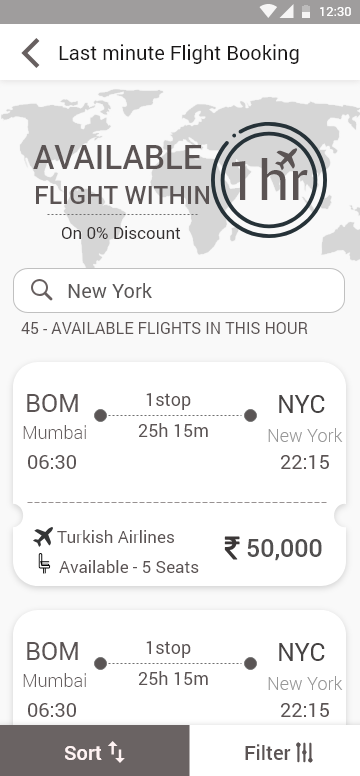 12:30
Last minute Flight Booking
AVAILABLE
FLIGHT WITHIN
1hr
On 0% Discount
New York
45 - AVAILABLE FLIGHTS IN THIS HOUR
BOM 1stop NYC
Mumbai 25h 15m New York
06:30 22:15
Turkish Airlines
Available - 5 Seats
₹ 50,000
BOM 1stop NYC
Mumbai 25h 15m New York
06:30 22:15
Sort Filter